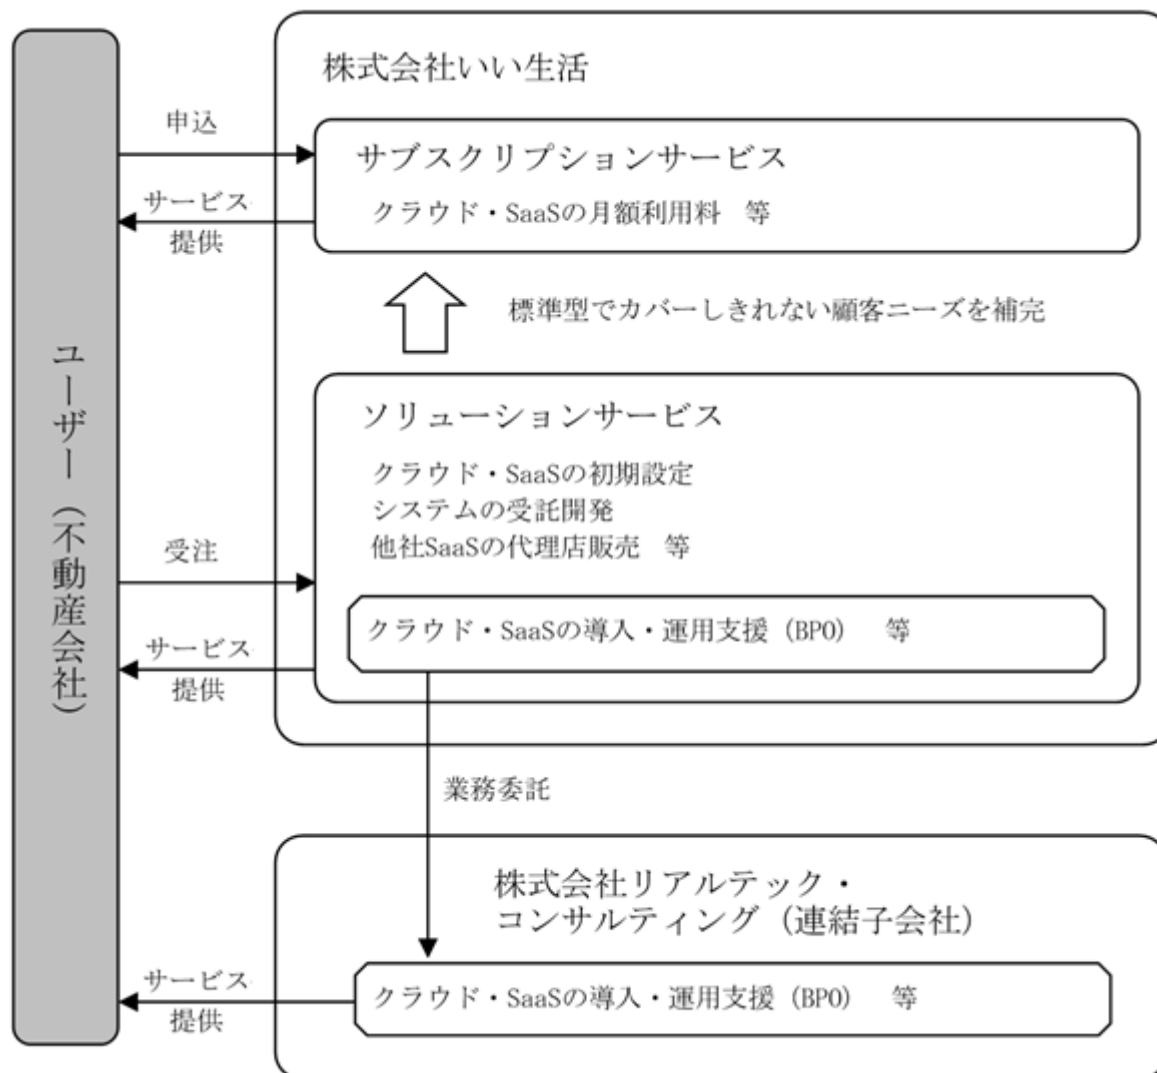 株式会社いい生活
申込
サブスクリプションサービス
サービス
提供
クラウド・SaaSの月額利用料 等
標準型でカバーしきれない顧客ニーズを補完
ユーザー（不動産会社）
ソリューションサービス
クラウド・SaaSの初期設定
システムの受託開発
他社SaaSの代理店販売 等
受注
クラウド・SaaSの導入・運用支援（BPO） 等
サービス
提供
業務委託
株式会社リアルテック・
コンサルティング（連結子会社）
サービス
提供
クラウド・SaaSの導入・運用支援（BPO） 等